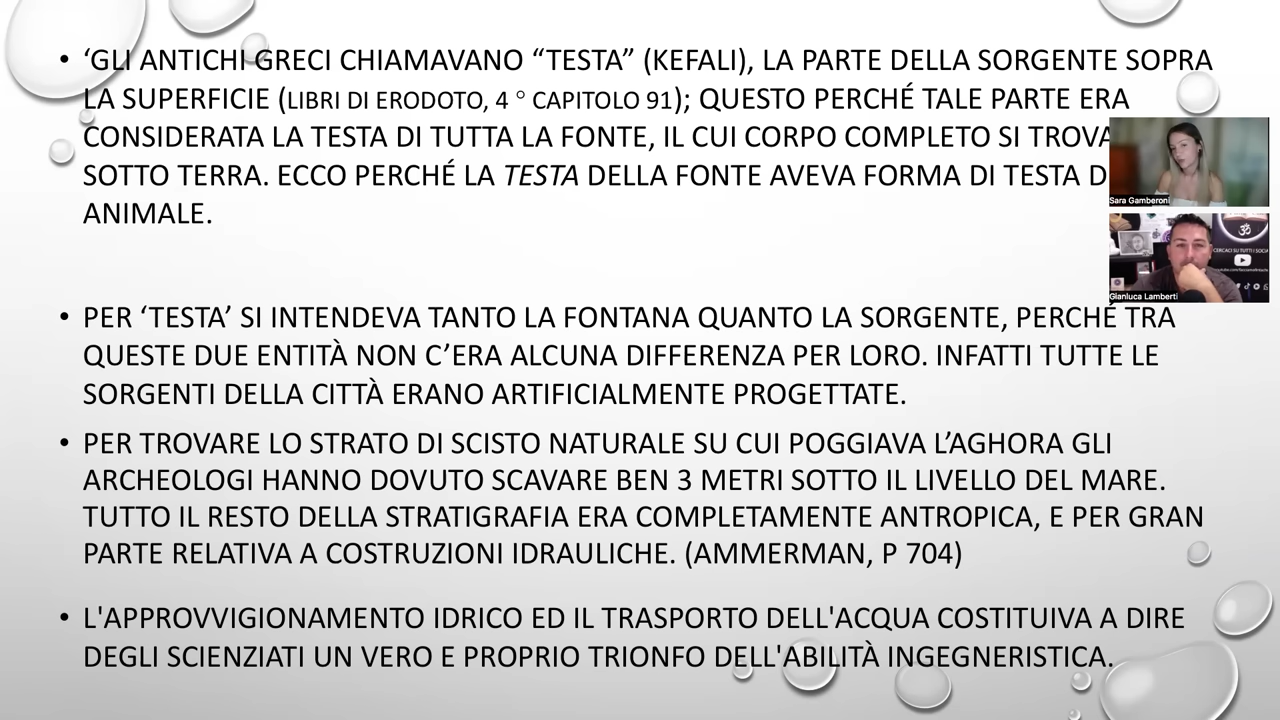 • ‘GLI ANTICHI GRECI CHIAMAVANO “TESTA” (KEFALI), LA PARTE DELLA SORGENTE SOPRA
LA SUPERFICIE (LIBRI DI ERODOTO, 4 ° CAPITOLO 91); QUESTO PERCHÉ TALE PARTE ERA
CONSIDERATA LA TESTA DI TUTTA LA FONTE, IL CUI CORPO COMPLETO SI TROVA
SOTTO TERRA. ECCO PERCHÉ LA TESTA DELLA FONTE AVEVA FORMA DI TESTA D
ANIMALE.
Sara Gamberoni
CERCACI SU TUTTI I SOCIA
Gianluca Lamberti
• PER ‘TESTA’ SI INTENDEVA TANTO LA FONTANA QUANTO LA SORGENTE, PERCHÉ TRA
QUESTE DUE ENTITÀ NON C’ERA ALCUNA DIFFERENZA PER LORO. INFATTI TUTTE LE
SORGENTI DELLA CITTÀ ERANO ARTIFICIALMENTE PROGETTATE.
• PER TROVARE LO STRATO DI SCISTO NATURALE SU CUI POGGIAVA L’AGHORA GLI
ARCHEOLOGI HANNO DOVUTO SCAVARE BEN 3 METRI SOTTO IL LIVELLO DEL MARE.
TUTTO IL RESTO DELLA STRATIGRAFIA ERA COMPLETAMENTE ANTROPICA, E PER GRAN
PARTE RELATIVA A COSTRUZIONI IDRAULICHE. (AMMERMAN, P 704)
• L'APPROVVIGIONAMENTO IDRICO ED IL TRASPORTO DELL'ACQUA COSTITUIVA A DIRE
DEGLI SCIENZIATI UN VERO E PROPRIO TRIONFO DELL'ABILITÀ INGEGNERISTICA.